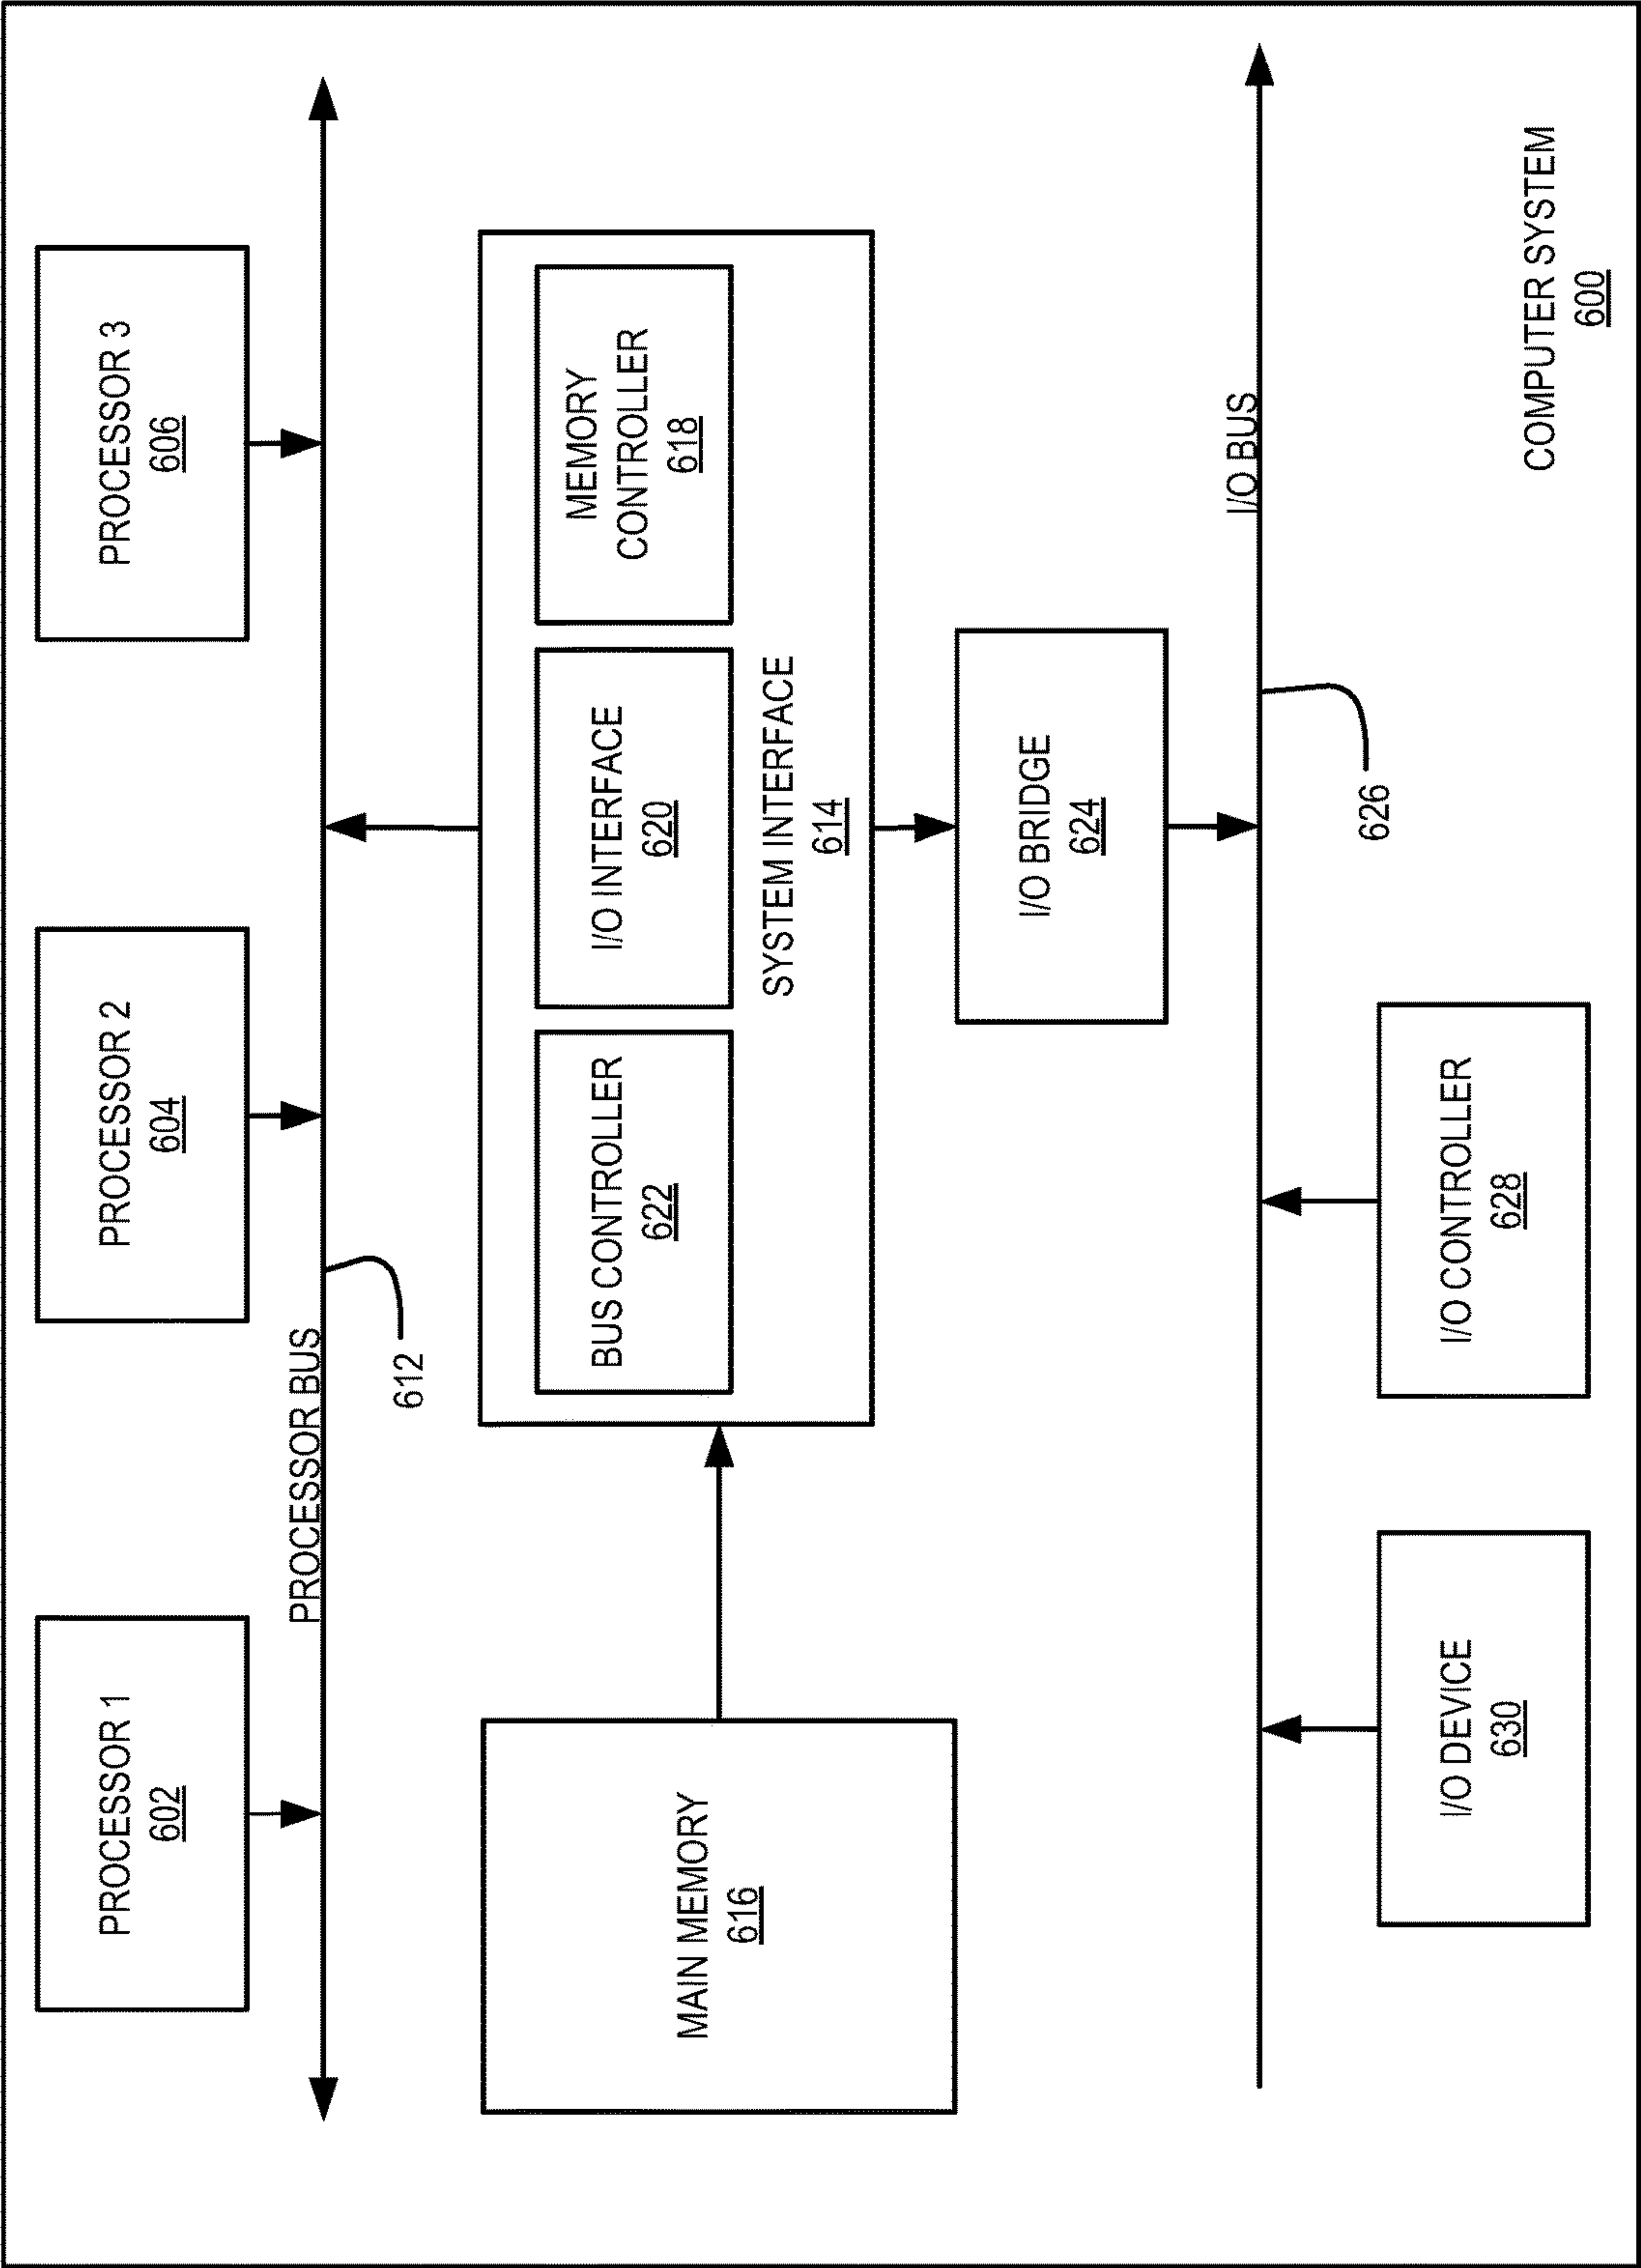 PROCESSOR 1
602
PROCESSOR 2
604
PROCESSOR 3
606
PROCESSOR BUS
612
BUS CONTROLLER
622
I/O INTERFACE
620
MEMORY
CONTROLLER
618
SYSTEM INTERFACE
614
MAIN MEMORY
616
I/O BRIDGE
624
I/O BUS
626
I/O DEVICE
630
I/O CONTROLLER
628
COMPUTER SYSTEM
600